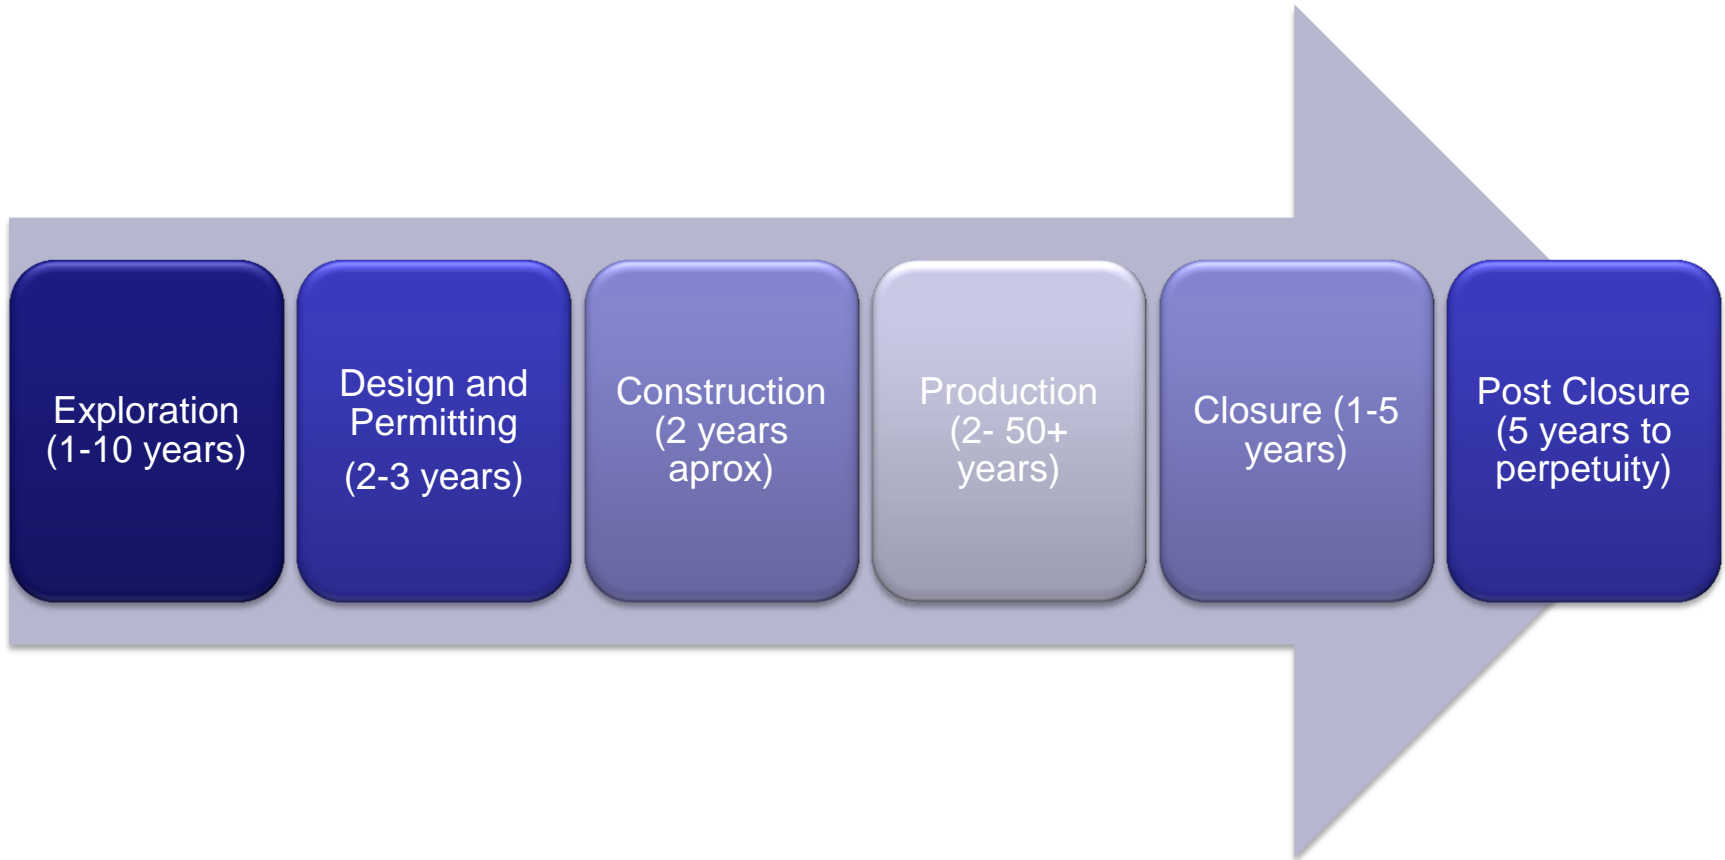 Exploration
(1-10 years)
Design and
Permitting
(2-3 years)
Construction
(2 years
aprox)
Production
(2- 50+
years)
Closure (1-5
years)
Post Closure
(5 years to
perpetuity)